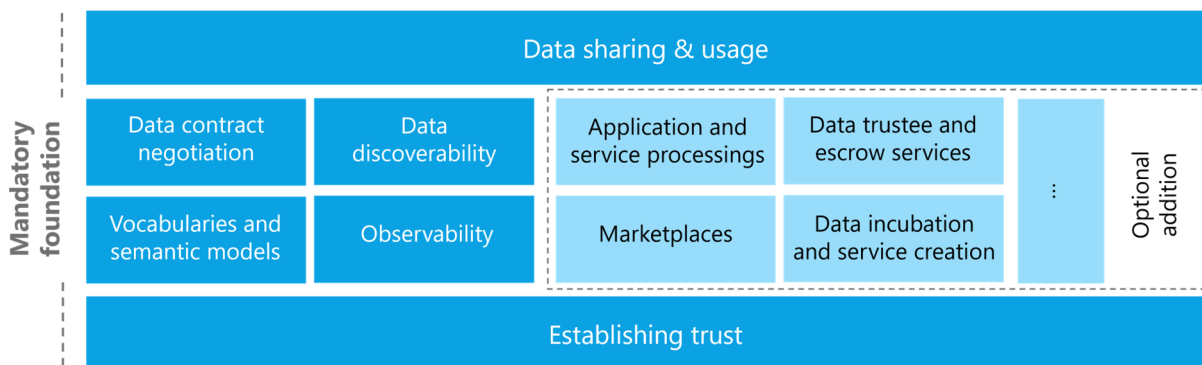 Data sharing & usage
Mandatory
foundation
Data contract
negotiation
Data
discoverability
Application and
service processings
Data trustee and
escrow services
...
Optional
addition
Vocabularies and
semantic models
Observability
Marketplaces
Data incubation
and service creation
Establishing trust